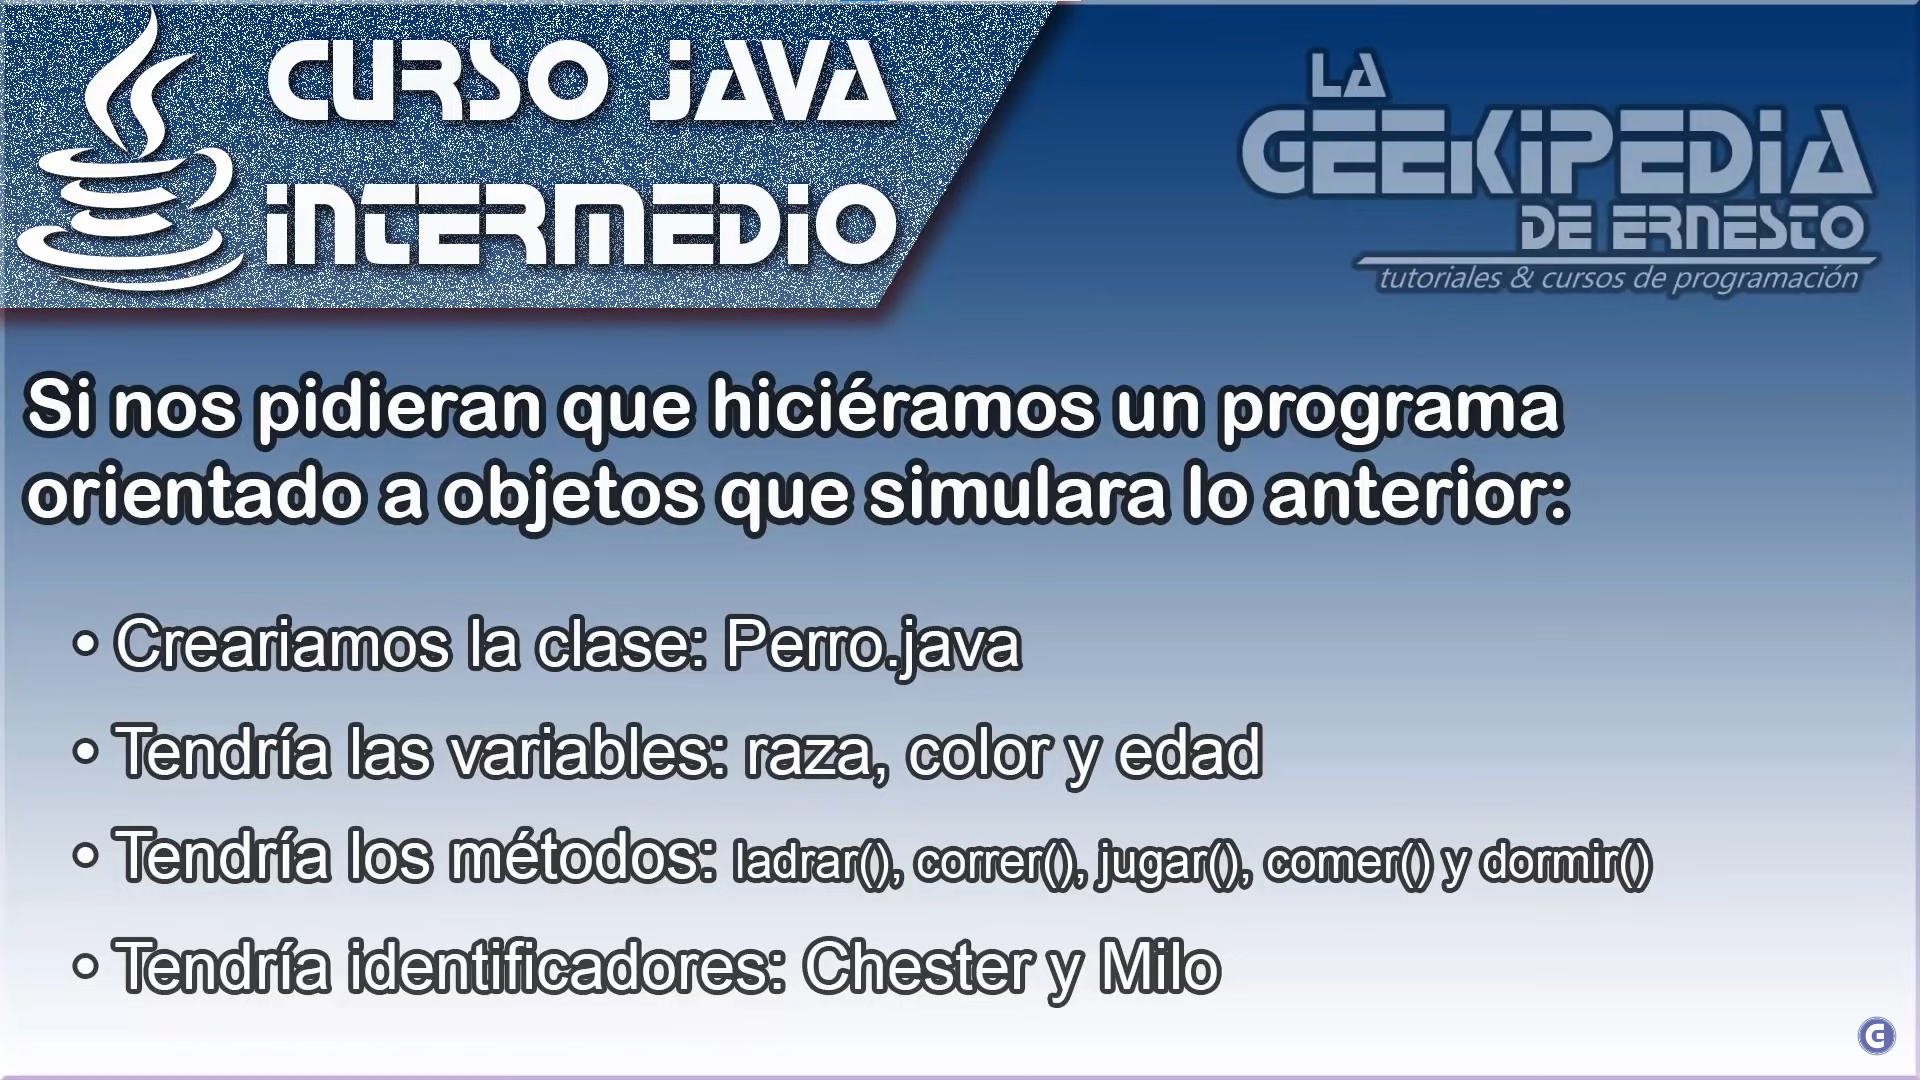 CURSO JAVA
INTERMEDIO
LA
GEEKIPEDIA
DE ERNESTO
tutoriales & cursos de programación
Si nos pidieran que hiciéramos un programa
orientado a objetos que simulara lo anterior:
• Creariamos la clase: Perro.java
• Tendría las variables: raza, color y edad
• Tendría los métodos: ladrar(), correr(), jugar(), comer() y dormir()
• Tendría identificadores: Chester y Milo
G